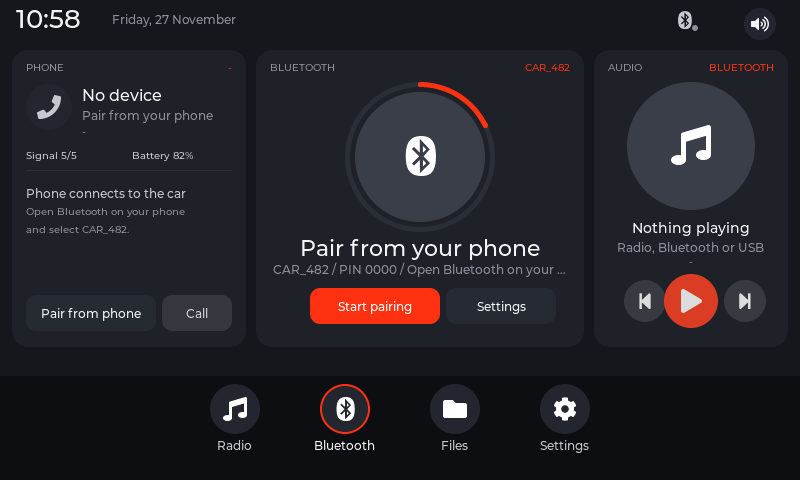 10:58
Friday, 27 November
PHONE
-
No device
Pair from your phone
-
Signal 5/5
Battery 82%
Phone connects to the car
Open Bluetooth on your phone
and select CAR_482.
Pair from phone
Call
BLUETOOTH
CAR_482
Pair from your phone
CAR_482 / PIN 0000 / Open Bluetooth on your ...
Start pairing
Settings
AUDIO
BLUETOOTH
Nothing playing
Radio, Bluetooth or USB
-
Radio
Bluetooth
Files
Settings